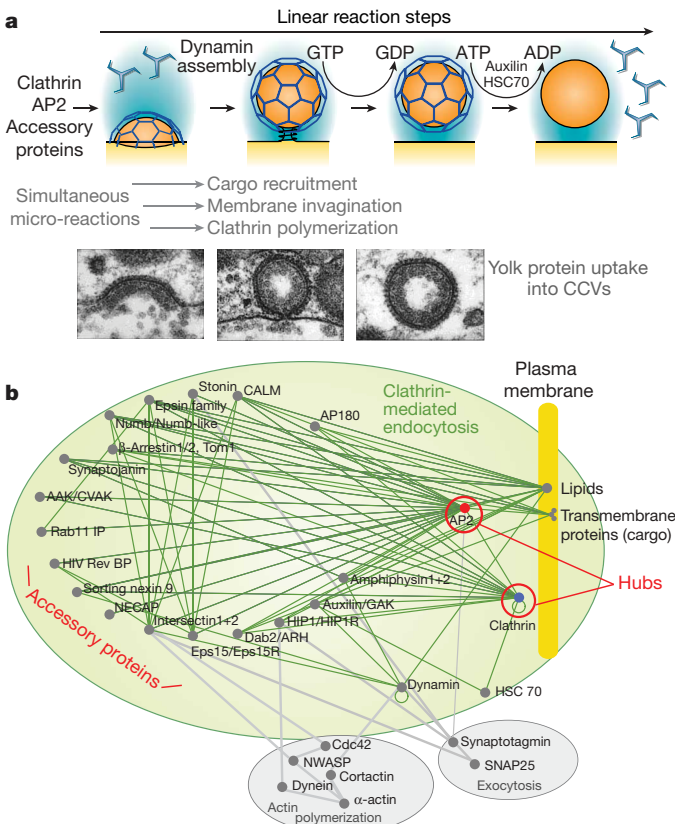 a
Linear reaction steps
Dynamin
assembly
GTP
GDP
ATP
ADP
Auxilin
HSC70
Clathrin
AP2
Accessory
proteins
Simultaneous
micro-reactions
Cargo recruitment
Membrane invagination
Clathrin polymerization
Yolk protein uptake
into CCVs
b
Plasma
membrane
Clathrin-
mediated
endocytosis
Stonin
CALM
Epsin family
Numb/Numb-like
AP180
β-Arrestin1/2, Tom1
Synaptojanin
AAK/CVAK
Rab11 IP
HIV Rev BP
Sorting nexin 9
NECAP
Intersectin1+2
Eps15/Eps15R
Dab2/ARH
HIP1/HIP1R
Auxilin/GAK
Amphiphysin1+2
AP2
Lipids
Transmembrane
proteins (cargo)
Hubs
Clathrin
Accessory proteins
Dynamin
HSC 70
Cdc42
NWASP
Cortactin
Dynein
α-actin
Actin
polymerization
Synaptotagmin
SNAP25
Exocytosis